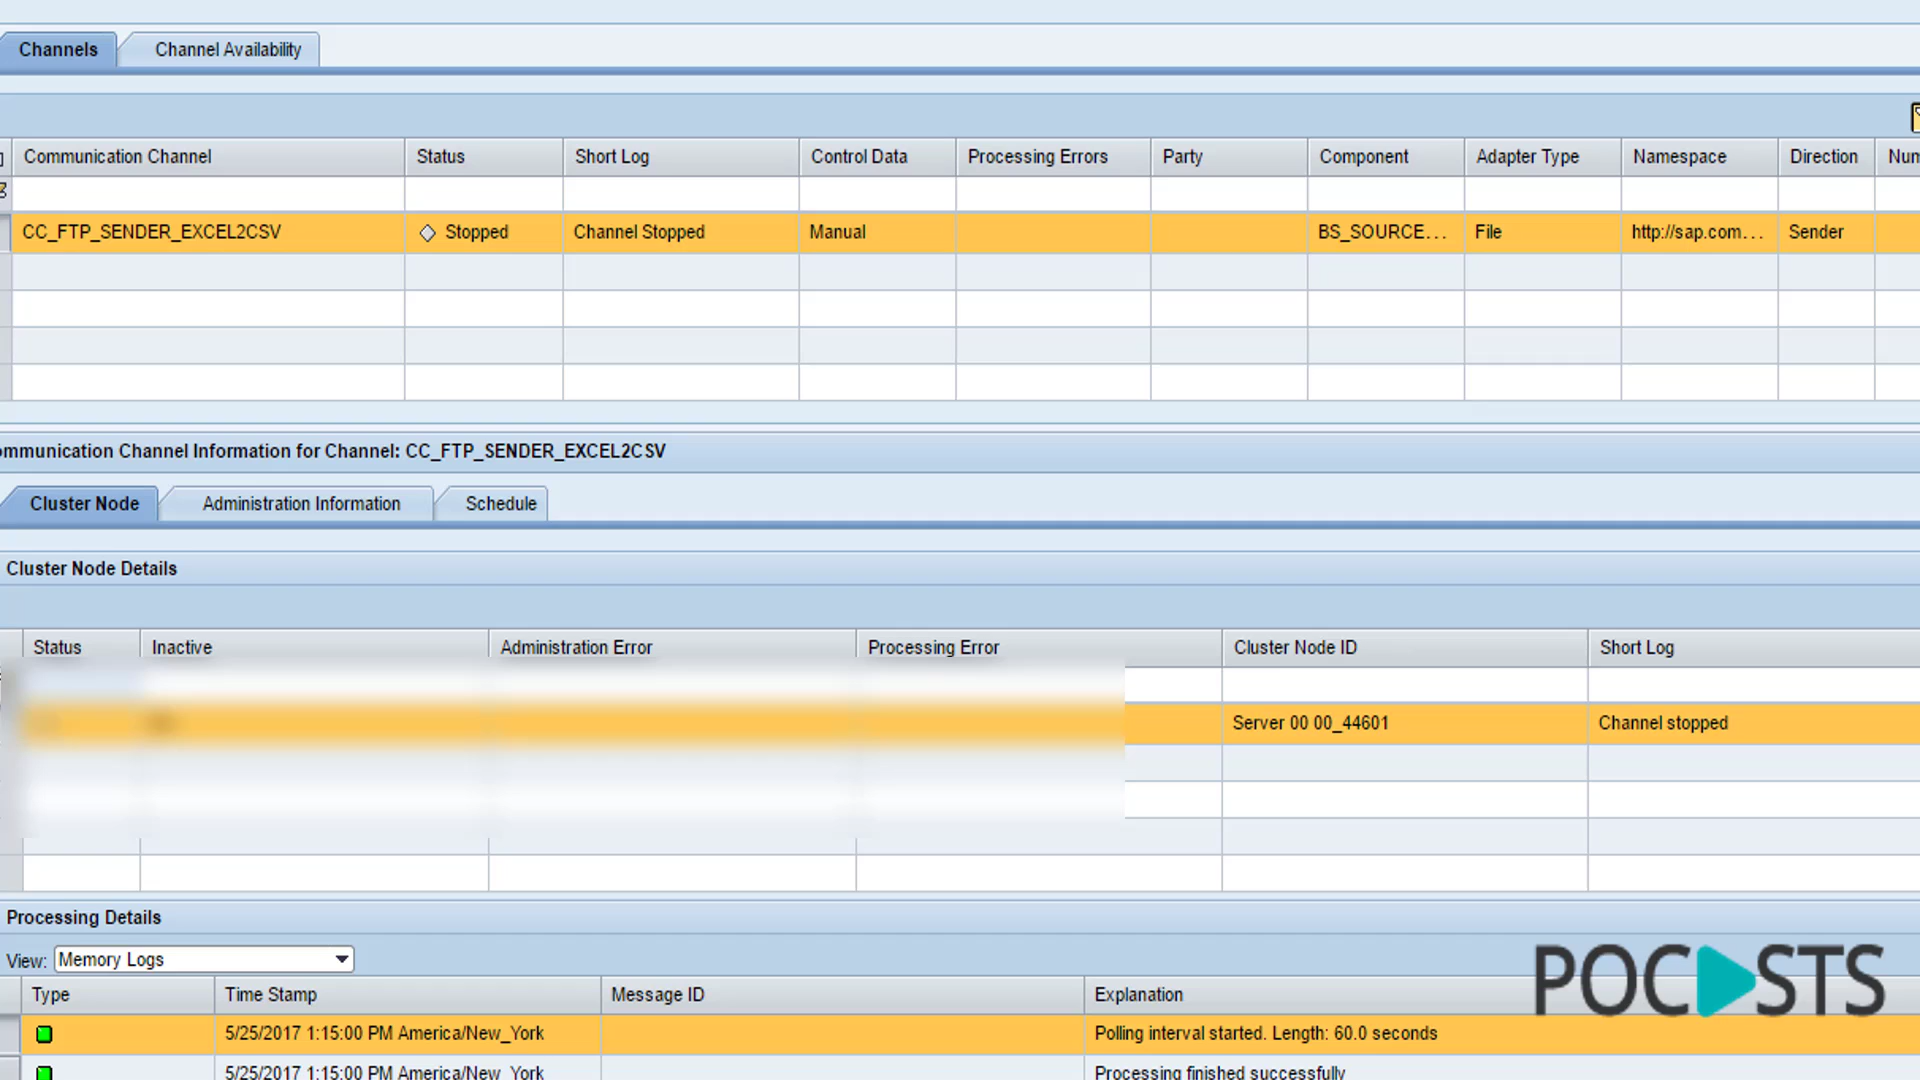 Channels Channel Availability
Communication Channel Status Short Log Control Data Processing Errors Party Component Adapter Type Namespace Direction
CC_FTP_SENDER_EXCEL2CSV Stopped Channel Stopped Manual BS_SOURCE... File http://sap.com... Sender
ommunication Channel Information for Channel: CC_FTP_SENDER_EXCEL2CSV
Cluster Node Administration Information Schedule
Cluster Node Details
Status Inactive Administration Error Processing Error Cluster Node ID Short Log
Server 00 00_44601 Channel stopped
Processing Details
View: Memory Logs
POCASTS
Type Time Stamp Message ID Explanation
5/25/2017 1:15:00 PM America/New_York Polling interval started. Length: 60.0 seconds
5/25/2017 1:15:00 PM America/New_York Processing finished successfully